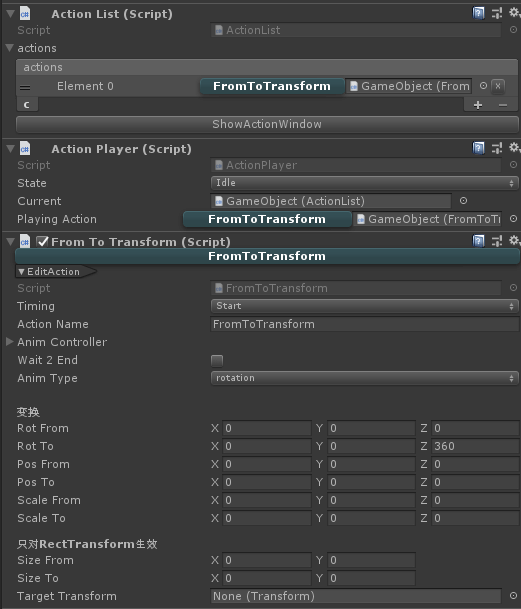 Action List (Script)
Script ActionList
actions
actions
Element 0 FromToTransform GameObject (From
c + −
ShowActionWindow
Action Player (Script)
Script ActionPlayer
State Idle
Current GameObject (ActionList)
Playing Action FromToTransform GameObject (FromToTr
From To Transform (Script)
FromToTransform
EditAction
Script FromToTransform
Timing Start
Action Name FromToTransform
Anim Controller
Wait 2 End
Anim Type rotation
变换
Rot From X 0 Y 0 Z 0
Rot To X 0 Y 0 Z 360
Pos From X 0 Y 0 Z 0
Pos To X 0 Y 0 Z 0
Scale From X 0 Y 0 Z 0
Scale To X 0 Y 0 Z 0
只对RectTransform生效
Size From X 0 Y 0
Size To X 0 Y 0
Target Transform None (Transform)